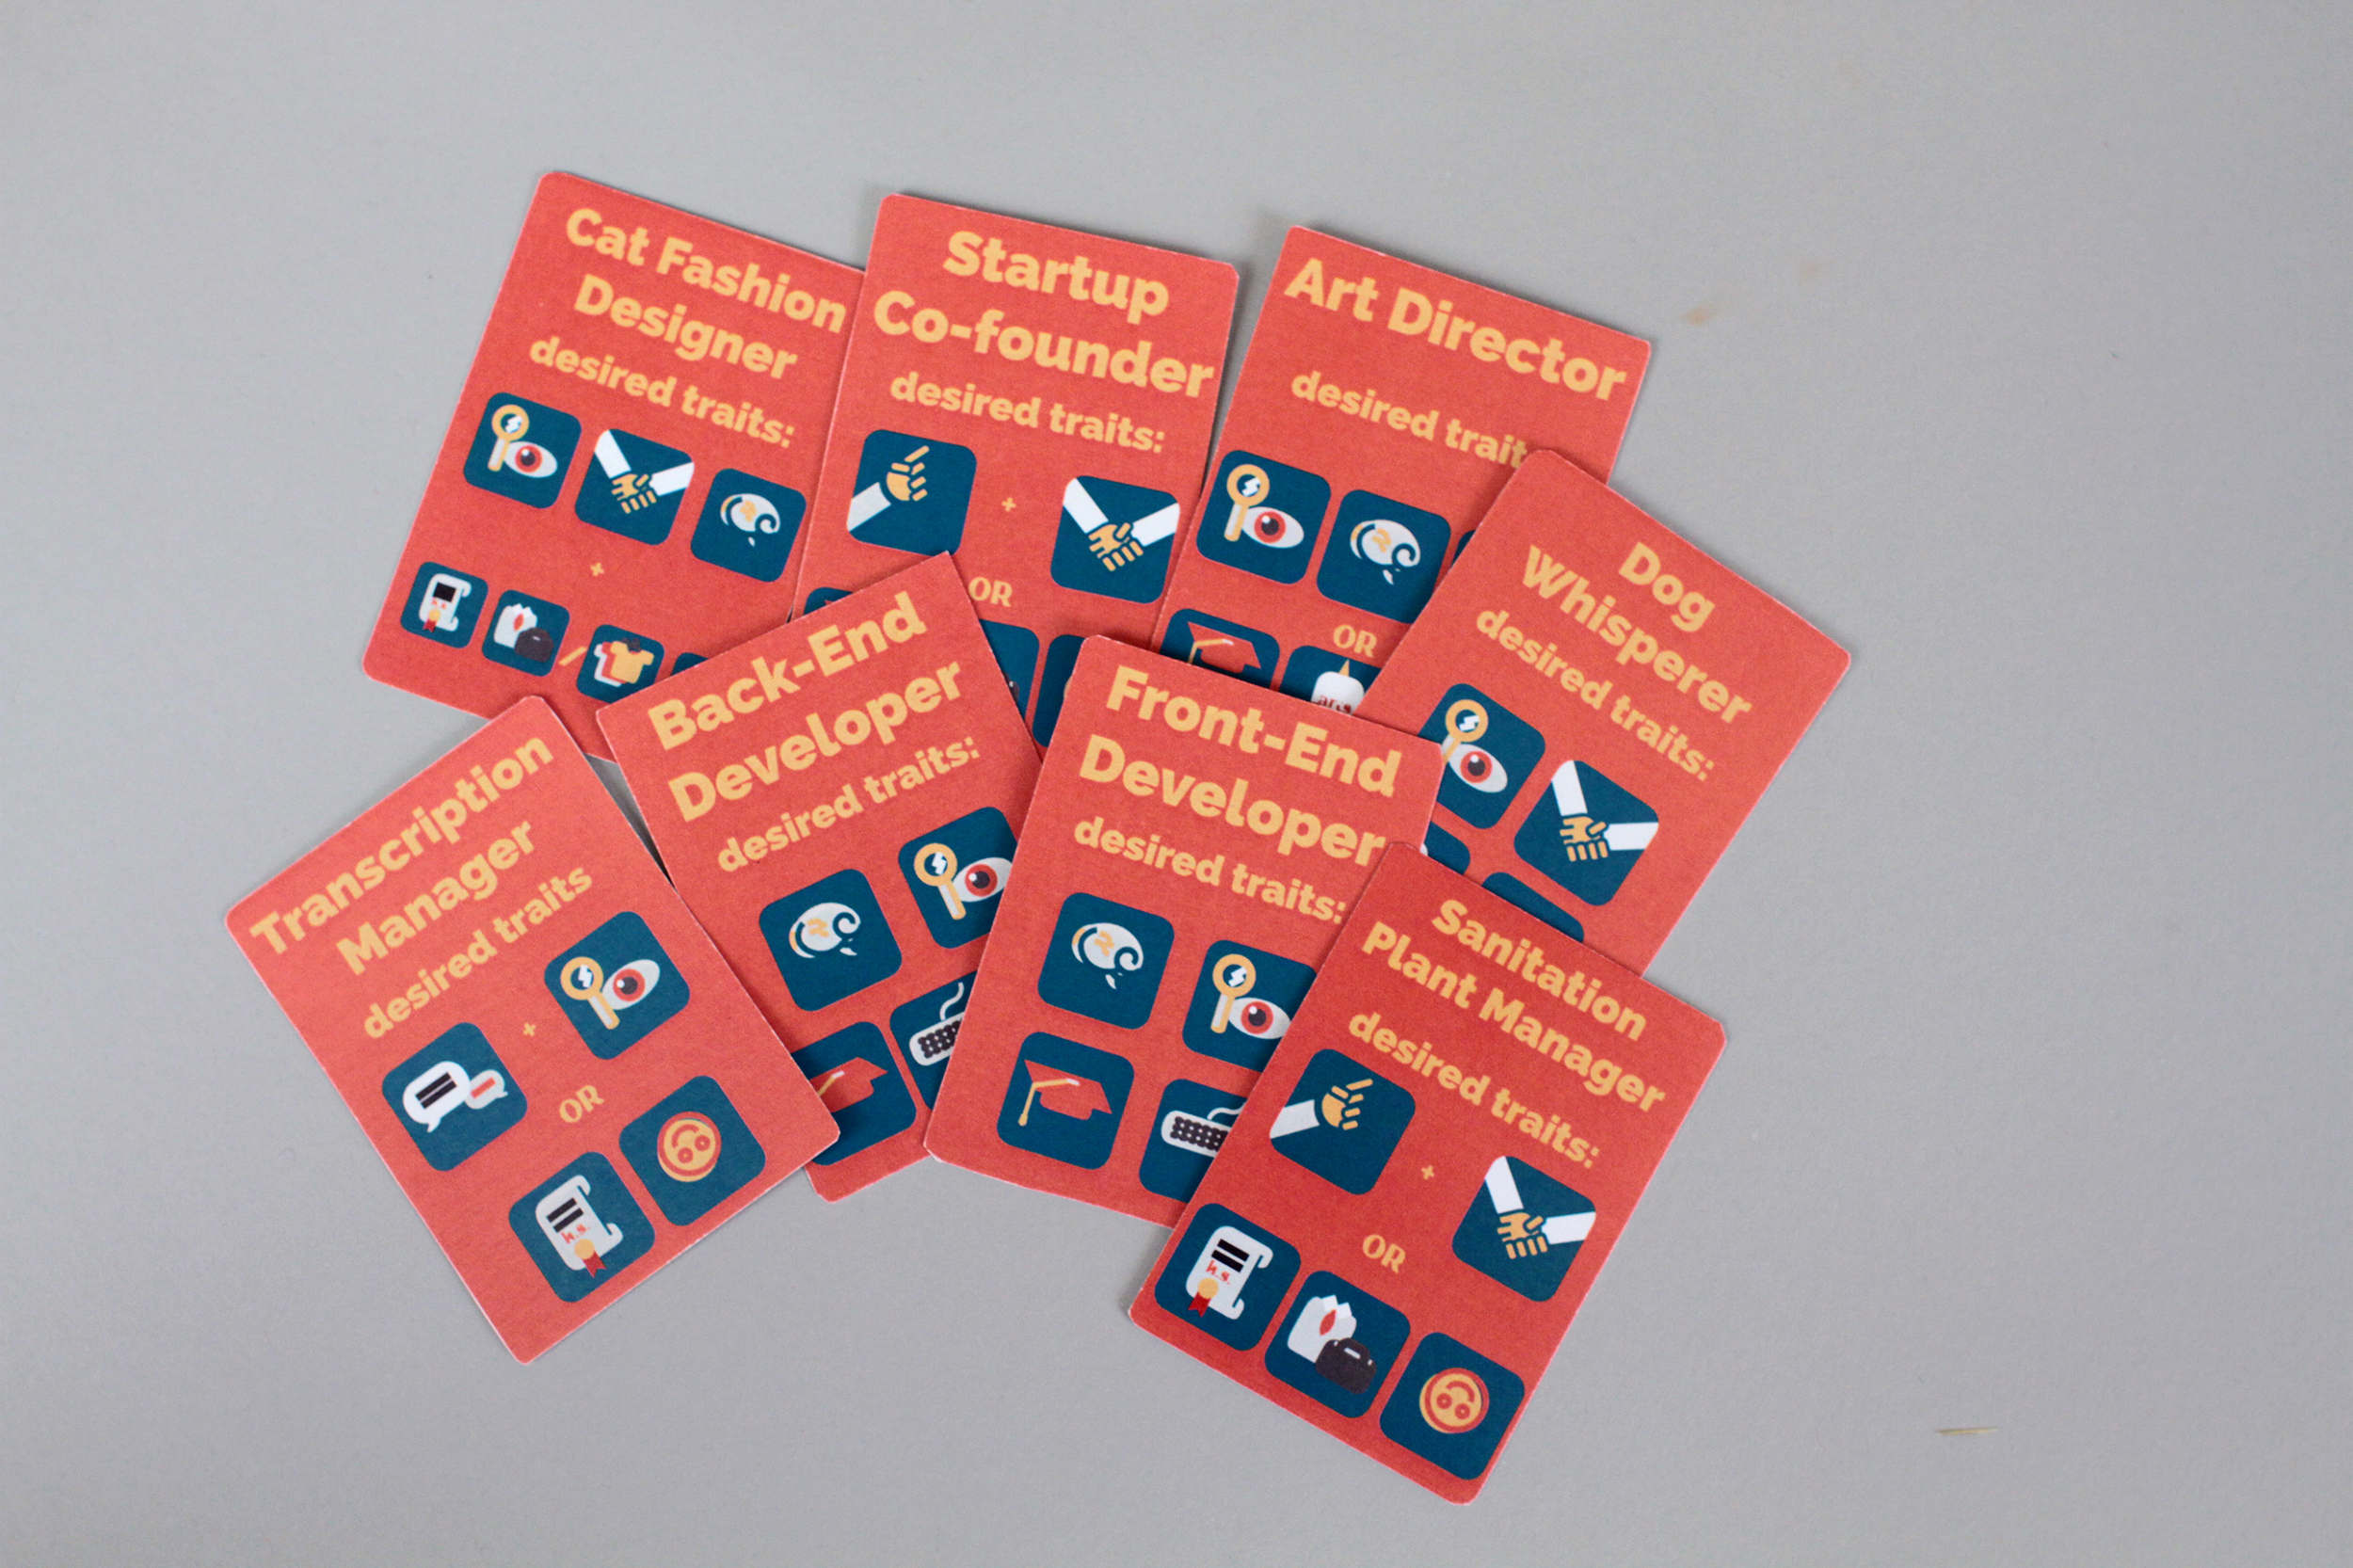 Cat Fashion
Designer
desired traits:
+
/
Startup
Co-founder
desired traits:
+
OR
Art Director
desired trait
OR
Dog
Whisperer
desired traits:
Transcription
Manager
desired traits
+
OR
h.s.
Back-End
Developer
desired traits:
Front-End
Developer
desired traits:
Sanitation
Plant Manager
desired traits:
+
OR
h.s.